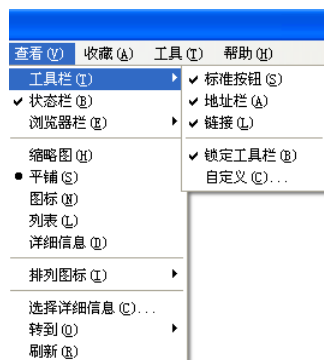 查看(V) 收藏(A) 工具(T) 帮助(H)
工具栏(T)
状态栏(B)
浏览器栏(E)
缩略图(H)
平铺(S)
图标(N)
列表(L)
详细信息(D)
排列图标(I)
选择详细信息(C)...
转到(O)
刷新(R)
标准按钮(S)
地址栏(A)
链接(L)
锁定工具栏(B)
自定义(C)...